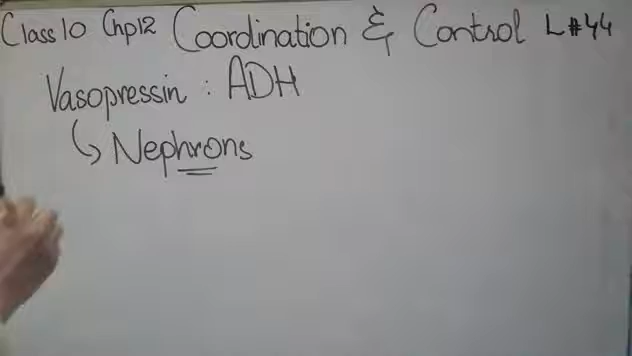 Class 10 Chp12 Coordination & Control L#44
Vasopressin : ADH
↳ Nephrons